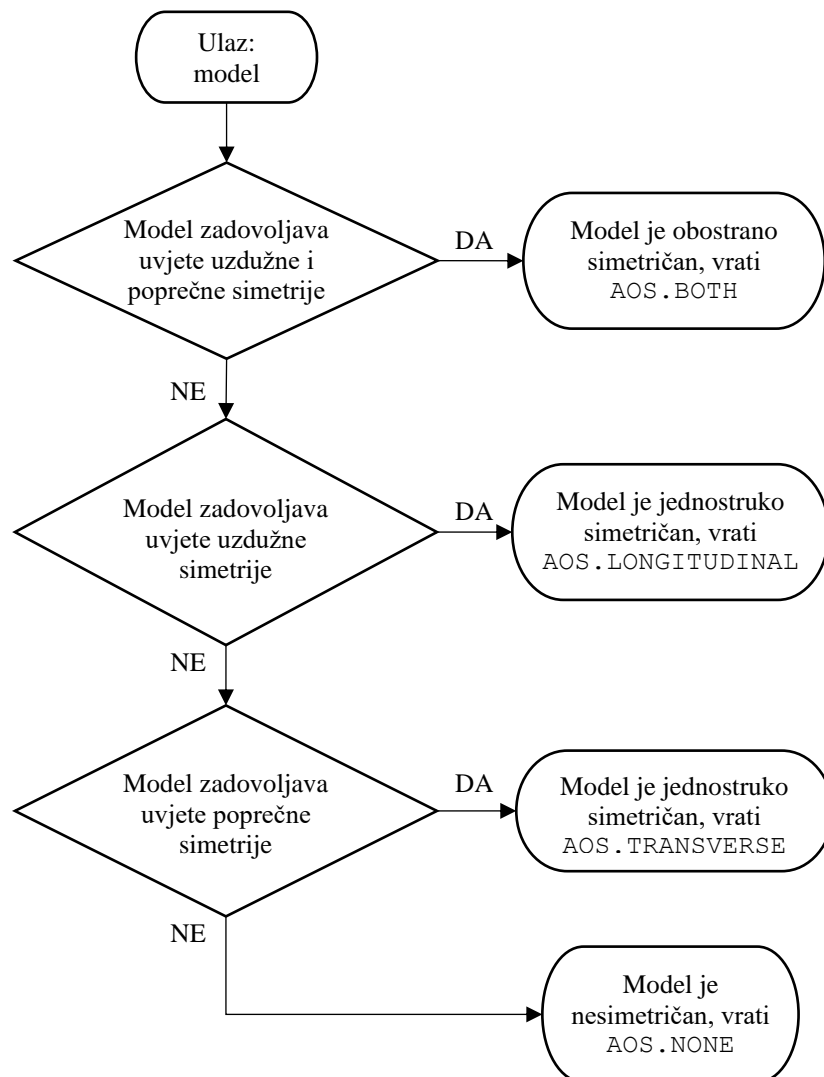 Ulaz:
model
Model zadovoljava
uvjete uzdužne i
poprečne simetrije
DA
Model je obostrano
simetričan, vrati
AOS.BOTH
NE
Model zadovoljava
uvjete uzdužne
simetrije
DA
Model je jednostruko
simetričan, vrati
AOS.LONGITUDINAL
NE
Model zadovoljava
uvjete poprečne
simetrije
DA
Model je jednostruko
simetričan, vrati
AOS.TRANSVERSE
NE
Model je
nesimetričan, vrati
AOS.NONE